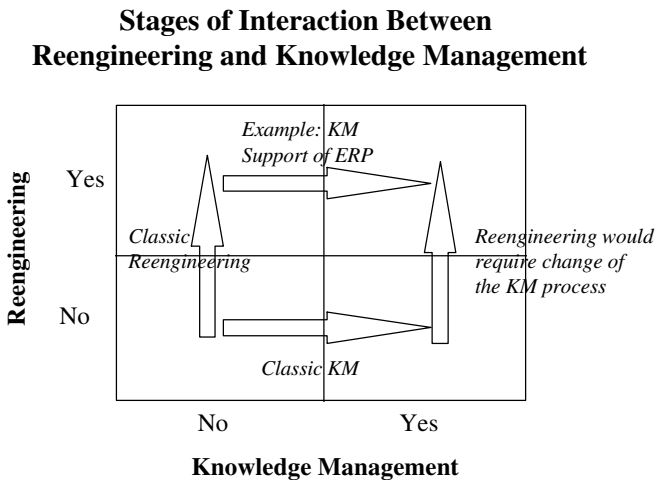 Stages of Interaction Between
Reengineering and Knowledge Management
Example: KM
Support of ERP
Reengineering
Yes
Classic
Reengineering
Reengineering would
require change of
the KM process
No
Classic KM
No
Yes
Knowledge Management